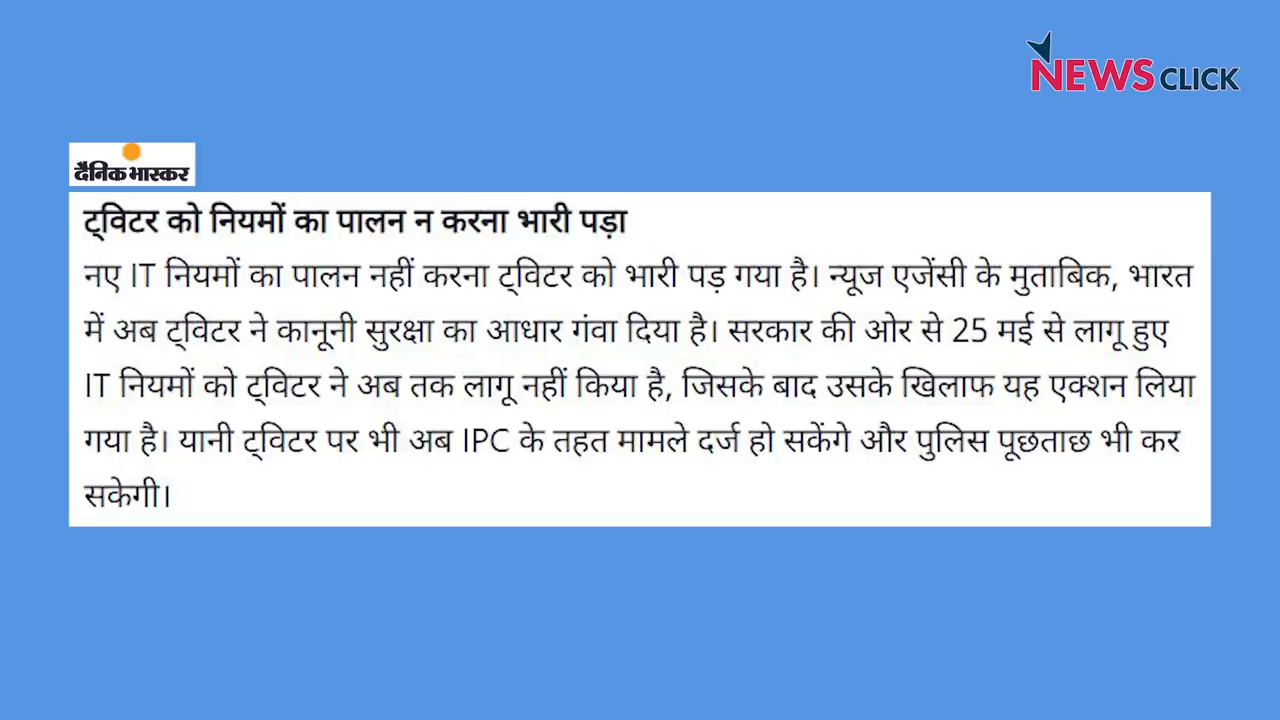 NEWS CLICK
दैनिक भास्कर
ट्विटर को नियमों का पालन न करना भारी पड़ा
नए IT नियमों का पालन नहीं करना ट्विटर को भारी पड़ गया है। न्यूज एजेंसी के मुताबिक, भारत
में अब ट्विटर ने कानूनी सुरक्षा का आधार गंवा दिया है। सरकार की ओर से 25 मई से लागू हुए
IT नियमों को ट्विटर ने अब तक लागू नहीं किया है, जिसके बाद उसके खिलाफ यह एक्शन लिया
गया है। यानी ट्विटर पर भी अब IPC के तहत मामले दर्ज हो सकेंगे और पुलिस पूछताछ भी कर
सकेगी।